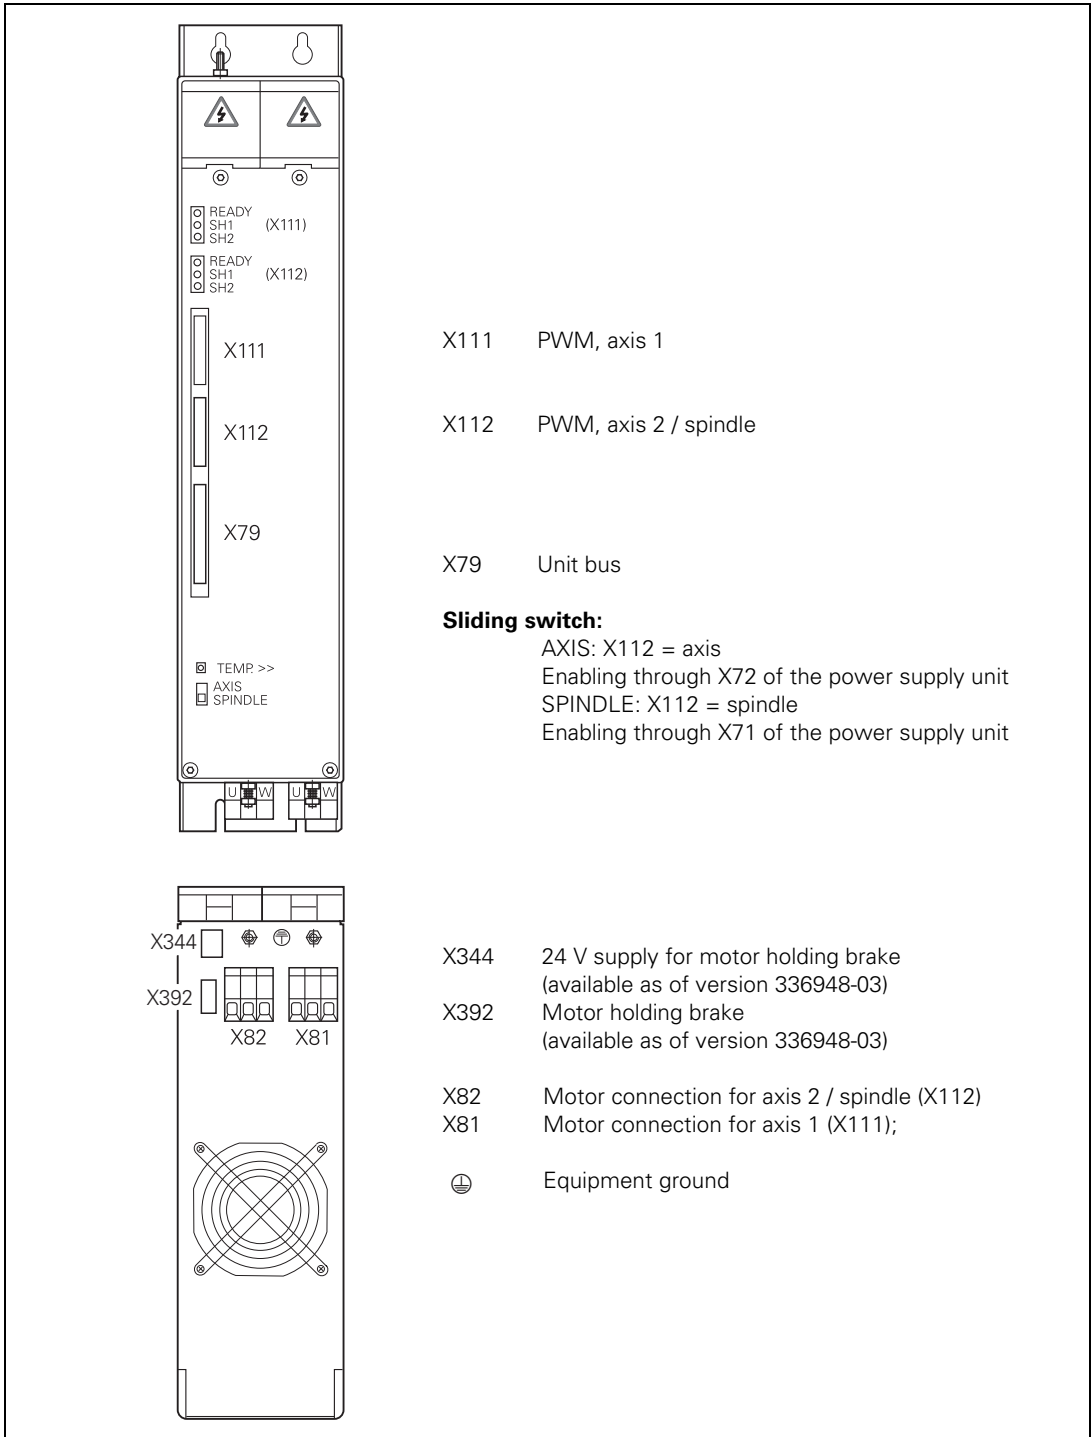 READY
SH1 (X111)
SH2
READY
SH1 (X112)
SH2
X111
X112
X79
TEMP. >>
AXIS
SPINDLE
U W U W
X111 PWM, axis 1
X112 PWM, axis 2 / spindle
X79 Unit bus
Sliding switch:
AXIS: X112 = axis
Enabling through X72 of the power supply unit
SPINDLE: X112 = spindle
Enabling through X71 of the power supply unit
X344
X392
X82 X81
X344 24 V supply for motor holding brake
(available as of version 336948-03)
X392 Motor holding brake
(available as of version 336948-03)
X82 Motor connection for axis 2 / spindle (X112)
X81 Motor connection for axis 1 (X111);
Equipment ground